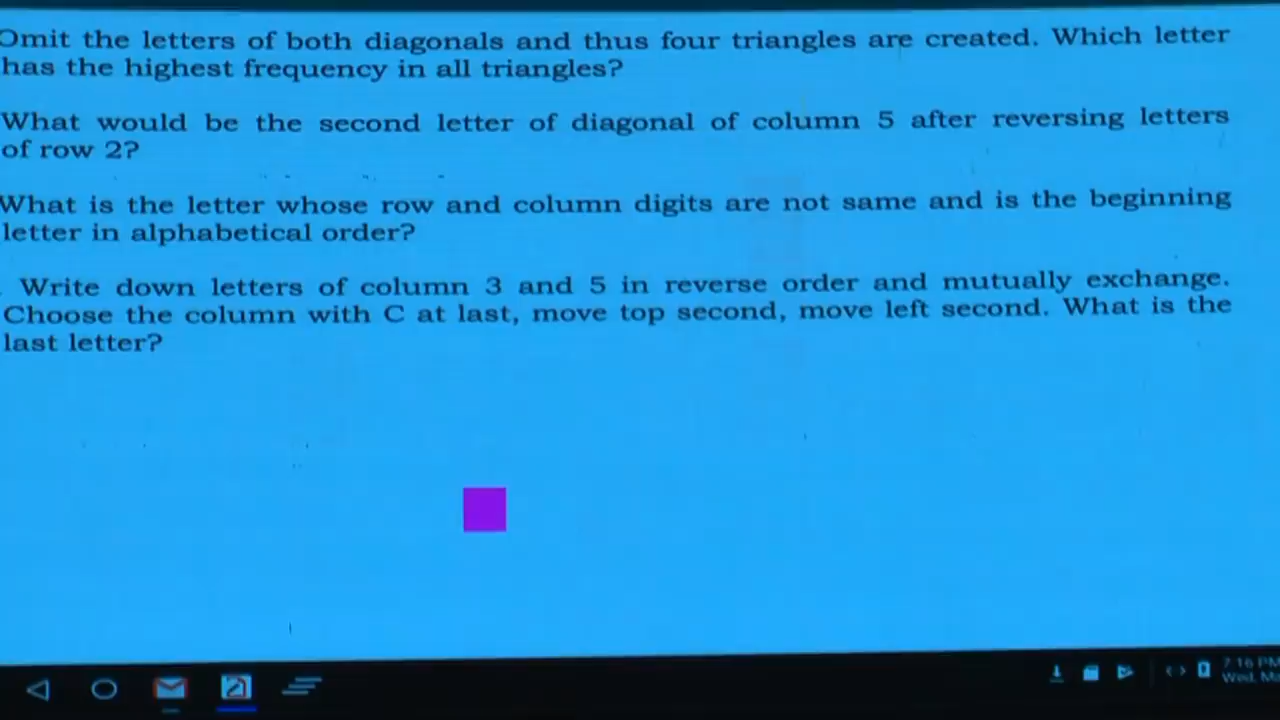 Omit the letters of both diagonals and thus four triangles are created. Which letter
has the highest frequency in all triangles?
What would be the second letter of diagonal of column 5 after reversing letters
of row 2?
What is the letter whose row and column digits are not same and is the beginning
letter in alphabetical order?
Write down letters of column 3 and 5 in reverse order and mutually exchange.
Choose the column with C at last, move top second, move left second. What is the
last letter?
7:16 PM
Wed,